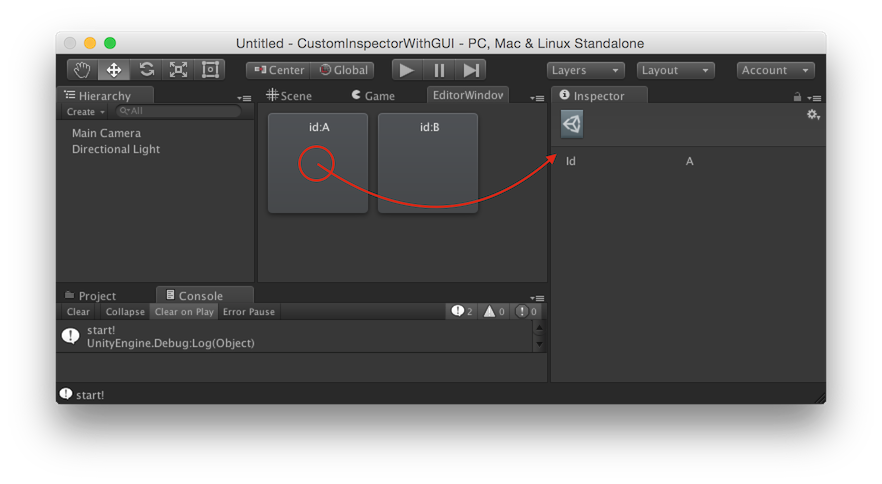 Untitled - CustomInspectorWithGUI - PC, Mac & Linux Standalone
Center Global Layers Layout Account
Hierarchy
Create All
Main Camera
Directional Light
Scene Game EditorWindov
id:A id:B
Inspector
Id A
Project Console
Clear Collapse Clear on Play Error Pause 2 0 0
start!
UnityEngine.Debug:Log(Object)
start!